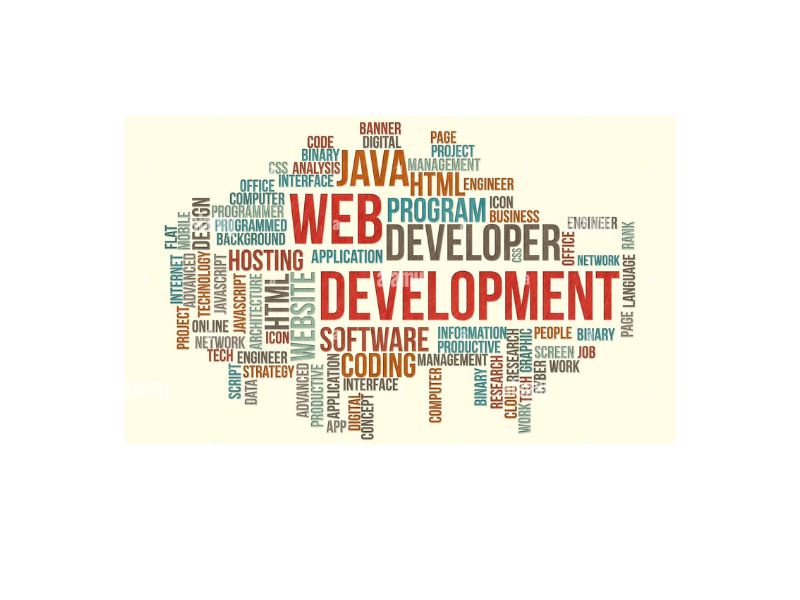 BANNER
DIGITAL
PAGE
CODE
PROJECT
BINARY
JAVA
MANAGEMENT
CSS ANALYSIS
INTERFACE
HTML ENGINEER
OFFICE
COMPUTER
PROGRAMMER
PROGRAMMED
BACKGROUND
WEB
PROGRAM ICON
BUSINESS
DEVELOPER
CSS
OFFICE
ENGINEER
NETWORK
RANK
FLAT
MOBILE
DESIGN
HOSTING APPLICATION
DEVELOPMENT
INTERNET
ADVANCED
TECHNOLOGY
JAVASCRIPT
JAVASCRIPT
ARCHITECTURE
HTML
WEBSITE
PAGE LANGUAGE
PROJECT
ONLINE
NETWORK
TECH ENGINEER
ICON
STRATEGY
SOFTWARE
CODING
INFORMATION
PRODUCTIVE
MANAGEMENT
INTERFACE
PEOPLE BINARY
SCREEN JOB
WORK
SCRIPT
DATA
ADVANCED
PRODUCTIVE
APPLICATION
APP
DIGITAL
CONCEPT
COMPUTER
BINARY
RESEARCH
CLOUD
RESEARCH
TECH
GRAPHIC
WORK
CYBER